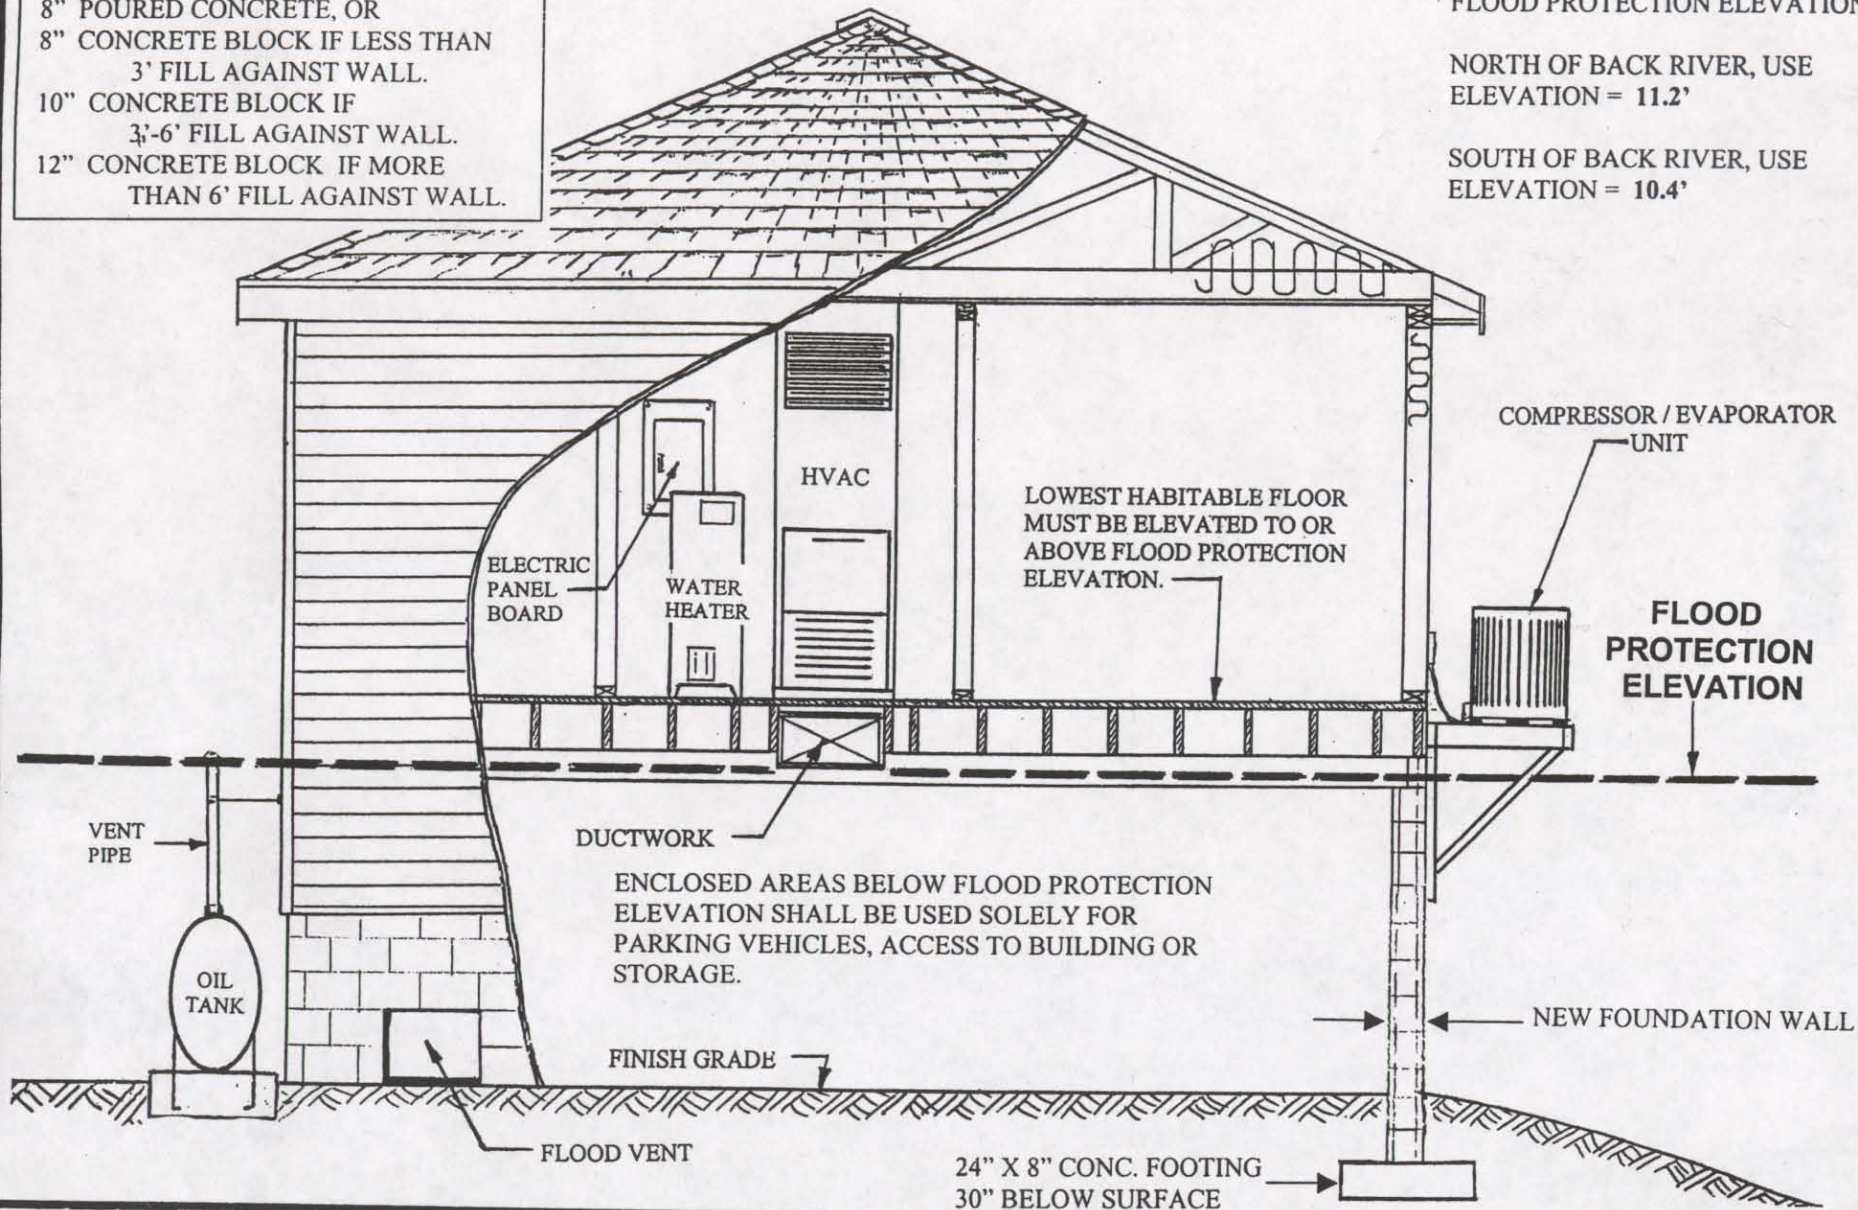 8" POURED CONCRETE, OR
8" CONCRETE BLOCK IF LESS THAN
3' FILL AGAINST WALL.
10" CONCRETE BLOCK IF
3'-6' FILL AGAINST WALL.
12" CONCRETE BLOCK IF MORE
THAN 6' FILL AGAINST WALL.
FLOOD PROTECTION ELEVATION
NORTH OF BACK RIVER, USE
ELEVATION = 11.2'
SOUTH OF BACK RIVER, USE
ELEVATION = 10.4'
COMPRESSOR / EVAPORATOR
UNIT
HVAC
LOWEST HABITABLE FLOOR
MUST BE ELEVATED TO OR
ABOVE FLOOD PROTECTION
ELEVATION.
ELECTRIC
PANEL
BOARD
WATER
HEATER
FLOOD
PROTECTION
ELEVATION
VENT
PIPE
DUCTWORK
ENCLOSED AREAS BELOW FLOOD PROTECTION
ELEVATION SHALL BE USED SOLELY FOR
PARKING VEHICLES, ACCESS TO BUILDING OR
STORAGE.
OIL
TANK
NEW FOUNDATION WALL
FINISH GRADE
FLOOD VENT
24" X 8" CONC. FOOTING
30" BELOW SURFACE